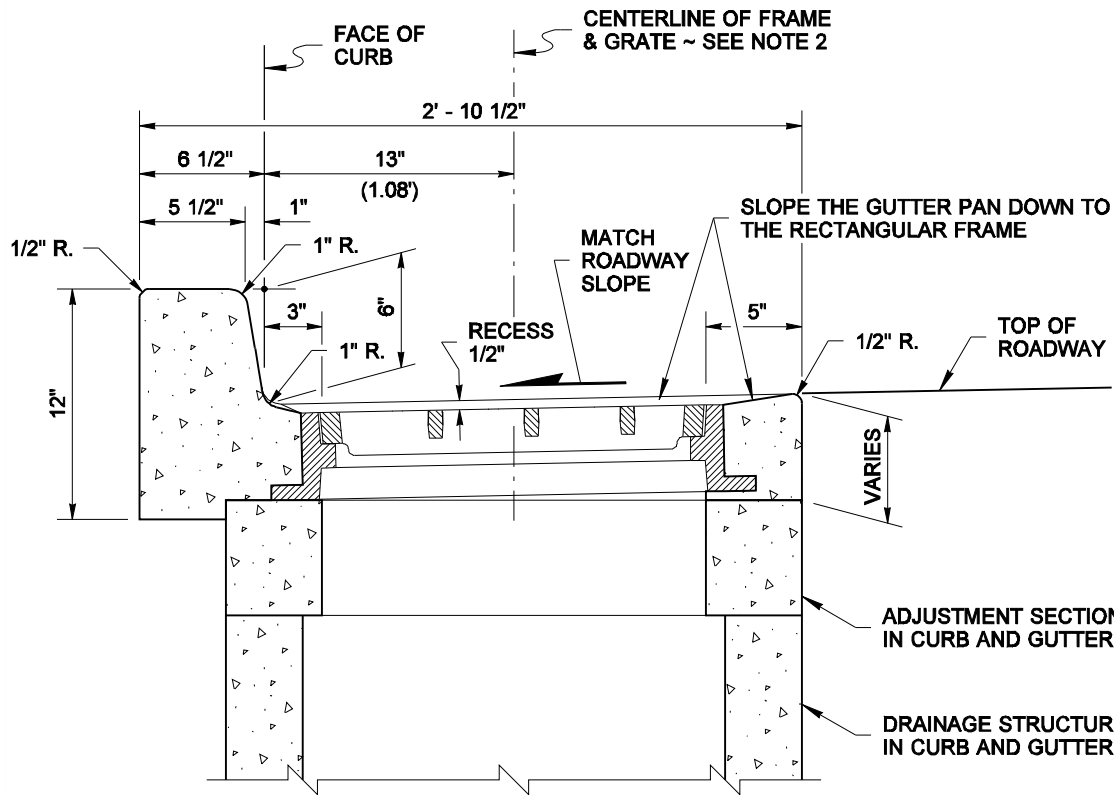 FACE OF
CURB
CENTERLINE OF FRAME
& GRATE ~ SEE NOTE 2
2' - 10 1/2"
6 1/2"
13"
(1.08')
5 1/2"
1"
1/2" R.
1" R.
MATCH
ROADWAY
SLOPE
SLOPE THE GUTTER PAN DOWN TO
THE RECTANGULAR FRAME
6"
3"
RECESS
1/2"
5"
1" R.
1/2" R.
TOP OF
ROADWAY
12"
VARIES
ADJUSTMENT SECTION
IN CURB AND GUTTER
DRAINAGE STRUCTUR
IN CURB AND GUTTER